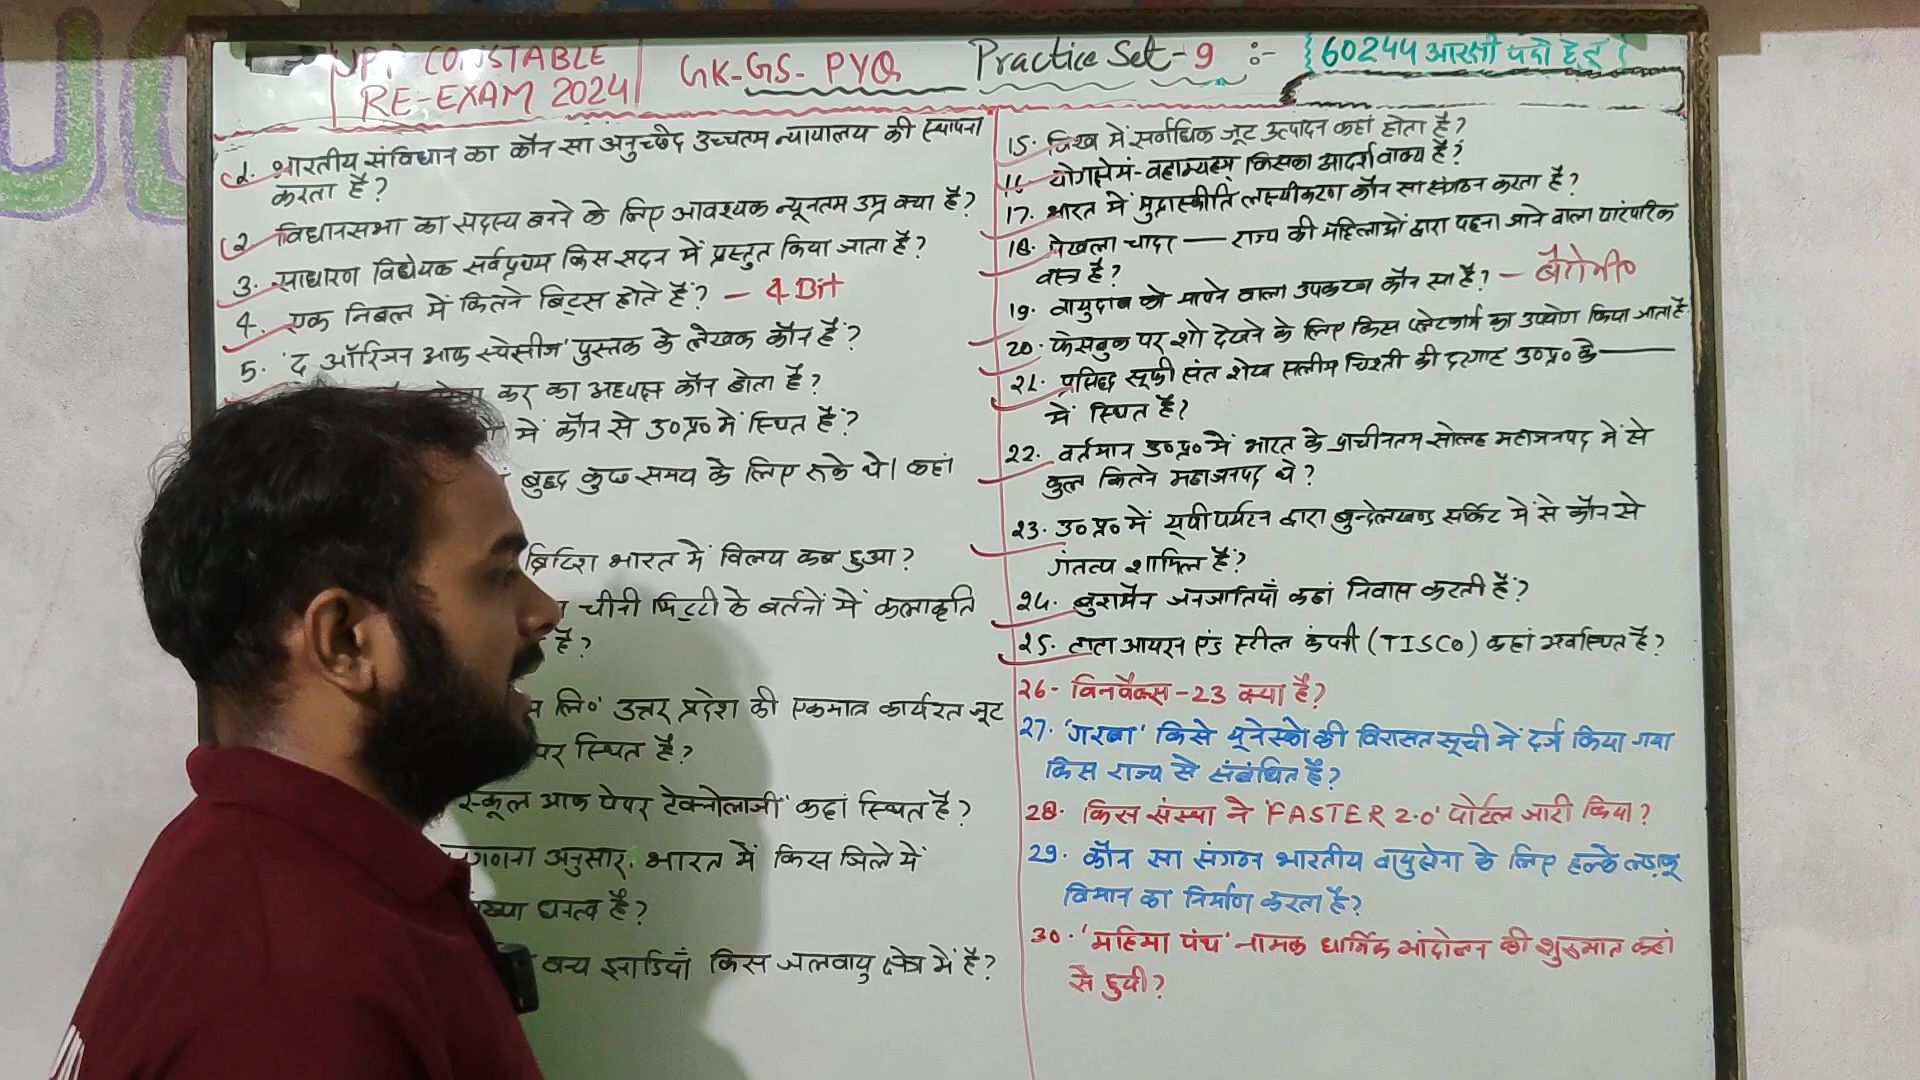 UPP CONSTABLE
RE-EXAM 2024
GK-GS- PYQ
Practice Set-9 :-
{60244 आरक्षी पदों हेतु}
1. भारतीय संविधान का कौन सा अनुच्छेद उच्चतम न्यायालय की स्थापना
करता है?
2. विधानसभा का सदस्य बनने के लिए आवश्यक न्यूनतम उम्र क्या है?
3. साधारण विधेयक सर्वप्रथम किस सदन में प्रस्तुत किया जाता है?
4. एक निबल में कितने बिट्स होते हैं? - 4 Bit
5. 'द ऑरिजन आफ स्पेसीज' पुस्तक के लेखक कौन हैं?
कर का अध्यक्ष कौन होता है?
में कौन से उ०प्र० में स्थित हैं?
बुद्ध कुछ समय के लिए रूके थे। कहां
ब्रिटिश भारत में विलय कब हुआ?
चीनी मिट्टी के बर्तनों में कलाकृति
है?
लि०' उत्तर प्रदेश की एकमात्र कार्यरत जूट
पर स्थित है?
स्कूल आफ पेपर टेक्नोलाजी' कहां स्थित है?
अनुसार, भारत में किस जिले में
घनत्व है?
वन्य झाडियाँ किस जलवायु क्षेत्र में है?
15. विश्व में सर्वाधिक जूट उत्पादन कहां होता है?
16. योगक्षेमं-वहाम्यहम् किसका आदर्श वाक्य है?
17. भारत में मुद्रास्फीति लक्ष्यीकरण कौन सा संगठन करता है?
18. मेखला चादर — राज्य की महिलाओं द्वारा पहना जाने वाला पारंपरिक
वस्त्र है?
19. वायुदाब को मापने वाला उपकरण कौन सा है? - बैरोमी०
20. फेसबुक पर शो देखने के लिए किस प्लेटफार्म का उपयोग किया जाता है
21. प्रसिद्ध सूफी संत शेख सलीम चिश्ती की दरगाह उ०प्र० के ——
में स्थित है?
22. वर्तमान उ०प्र० में भारत के प्राचीनतम सोलह महाजनपद में से
कुल कितने महाजनपद थे?
23. उ०प्र० में यूपी पर्यटन द्वारा बुन्देलखण्ड सर्किट में से कौन से
गंतव्य शामिल हैं?
24. बुशमैन जनजातियाँ कहां निवास करती हैं?
25. टाटा आयरन एंड स्टील कंपनी (TISCO) कहां अवस्थित है?
26- विनबैक्स-23 क्या है?
27. 'गरबा' किसे यूनेस्को की विरासत सूची में दर्ज किया गया
किस राज्य से संबंधित है?
28. किस संस्था ने 'FASTER 2.0' पोर्टल जारी किया?
29. कौन सा संगठन भारतीय वायुसेना के लिए हल्के लड़ाकू
विमान का निर्माण करता है?
30. 'महिमा पंथ' नामक धार्मिक आंदोलन की शुरुआत कहां
से हुयी?